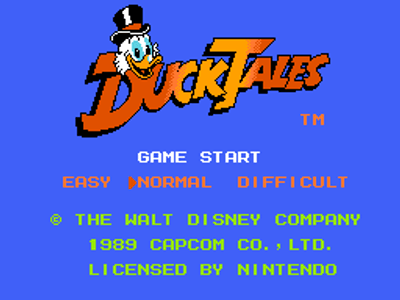 DUCKTALES
TM
GAME START
EASY NORMAL DIFFICULT
© THE WALT DISNEY COMPANY
1989 CAPCOM CO., LTD.
LICENSED BY NINTENDO